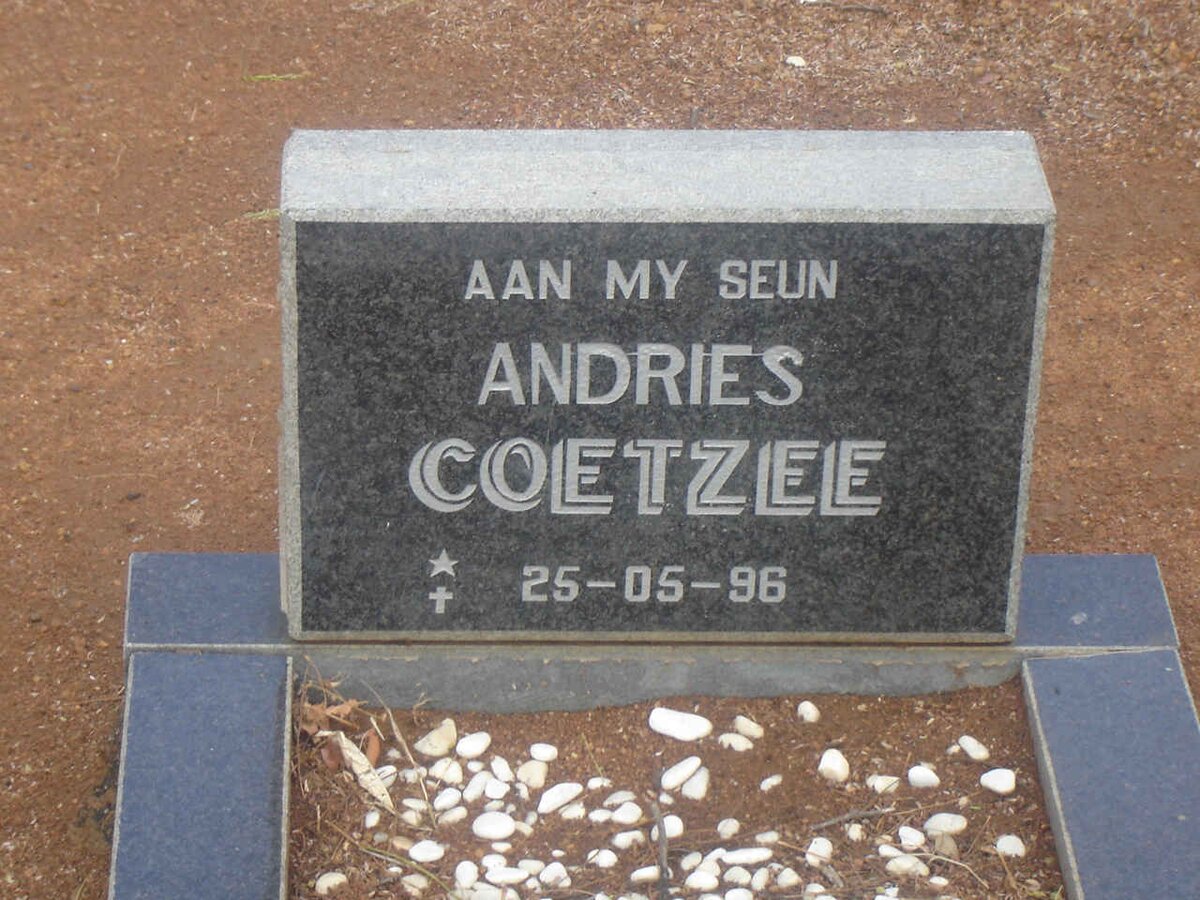 AAN MY SEUN
ANDRIES
COETZEE
25-05-96